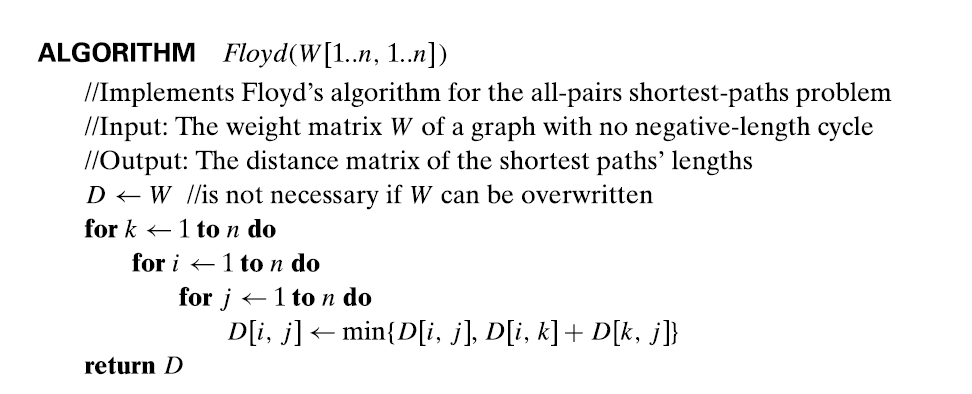 ALGORITHM Floyd(W[1..n, 1..n])
//Implements Floyd's algorithm for the all-pairs shortest-paths problem
//Input: The weight matrix W of a graph with no negative-length cycle
//Output: The distance matrix of the shortest paths' lengths
D ← W //is not necessary if W can be overwritten
for k ← 1 to n do
for i ← 1 to n do
for j ← 1 to n do
D[i, j] ← min{D[i, j], D[i, k] + D[k, j]}
return D